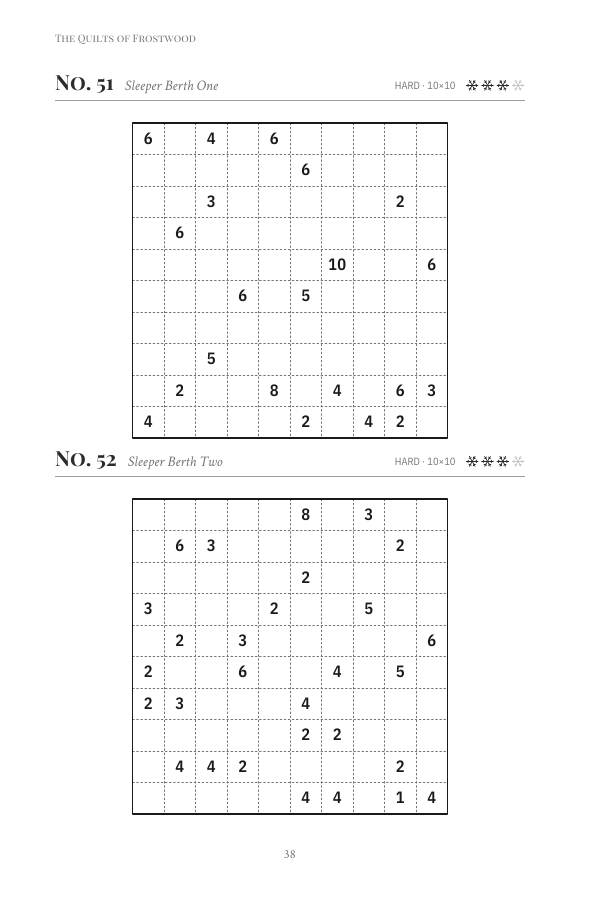 The Quilts of Frostwood
No. 51 Sleeper Berth One HARD · 10×10
6 4 6
6
3 2
6
10 6
6 5
5
2 8 4 6 3
4 2 4 2
No. 52 Sleeper Berth Two HARD · 10×10
8 3
6 3 2
2
3 2 5
2 3 6
2 6 4 5
2 3 4
2 2
4 4 2 2
4 4 1 4
38